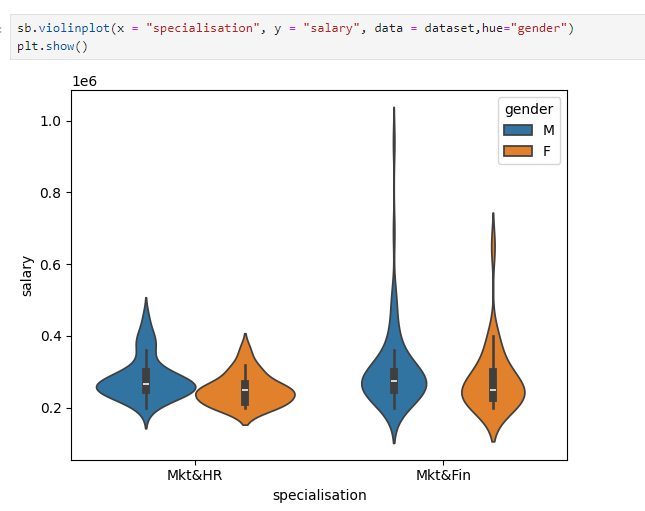 sb.violinplot(x = "specialisation", y = "salary", data = dataset,hue="gender")
plt.show()
1e6
gender
M
F
1.0
0.8
0.6
0.4
0.2
salary
Mkt&HR
Mkt&Fin
specialisation